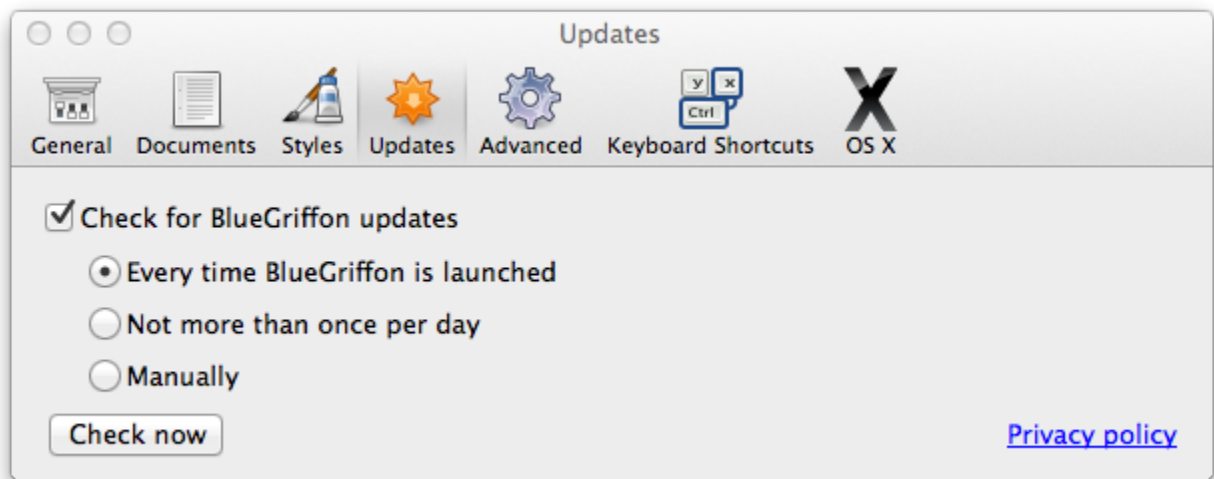 Updates
General Documents Styles Updates Advanced Keyboard Shortcuts OS X
y x
Ctrl
Check for BlueGriffon updates
Every time BlueGriffon is launched
Not more than once per day
Manually
Check now Privacy policy